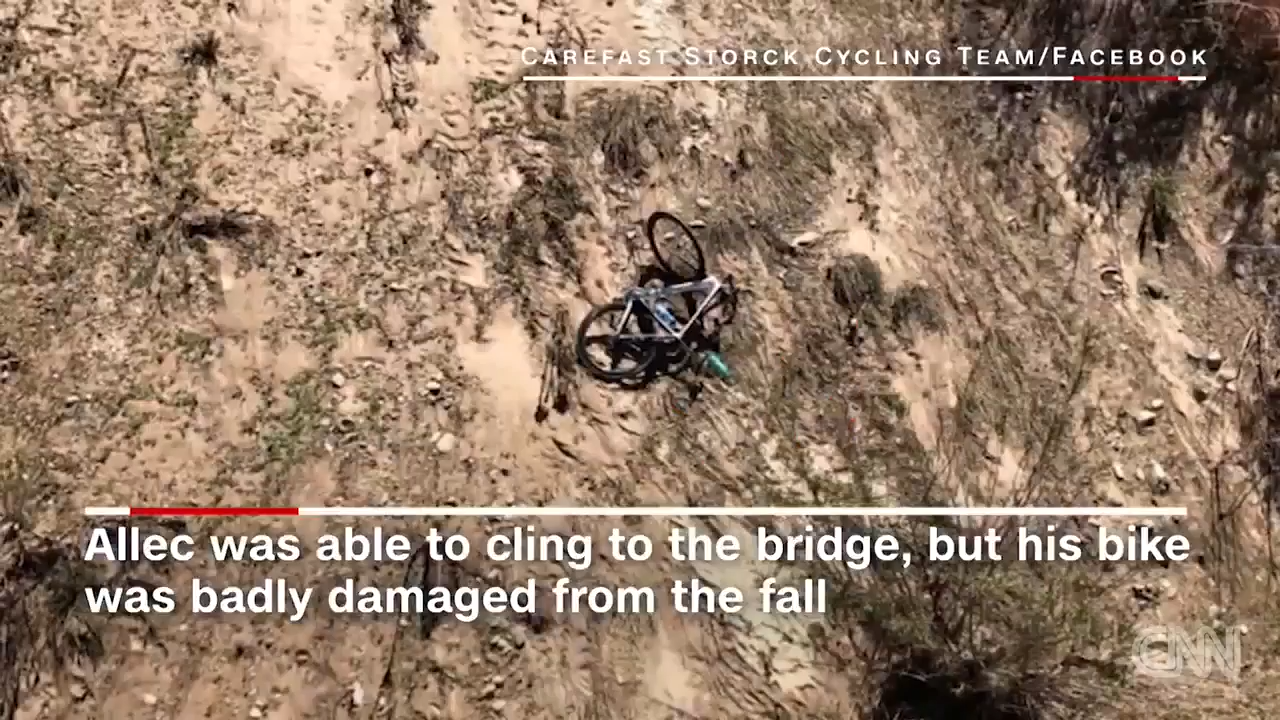 CAREFAST STORCK CYCLING TEAM/FACEBOOK
Allec was able to cling to the bridge, but his bike
was badly damaged from the fall
CNN